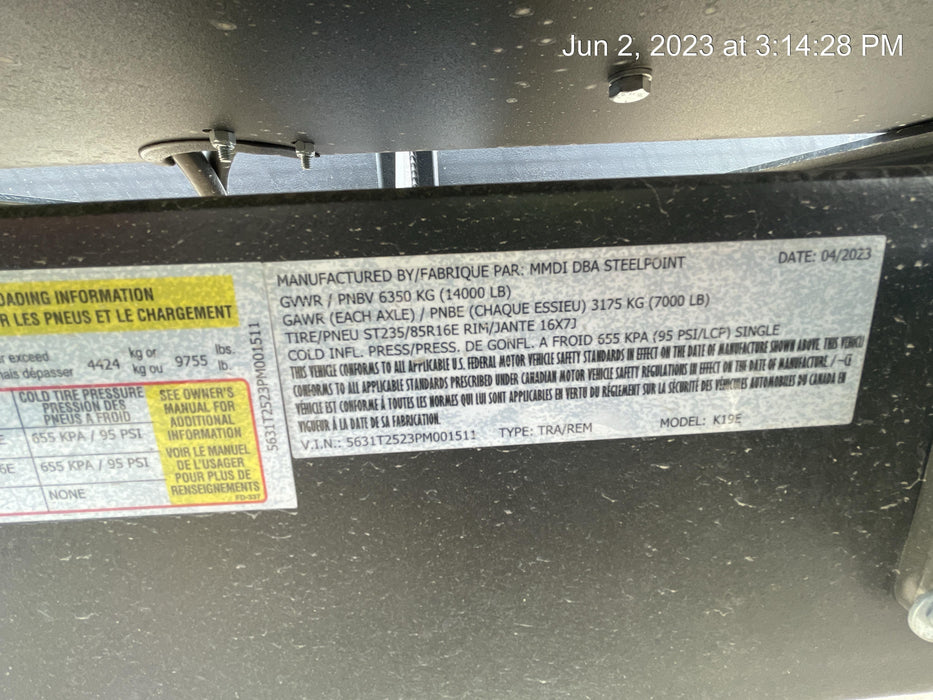 Jun 2, 2023 at 3:14:28 PM
OADING INFORMATION
R LES PNEUS ET LE CHARGEMENT
r exceed
nais dépasser
4424
kg or
kg ou
9755
lbs.
lb.
COLD TIRE PRESSURE
PRESSION DES
PNEUS A FROID
655 KPA / 95 PSI
655 KPA / 95 PSI
NONE
SEE OWNER'S
MANUAL FOR
ADDITIONAL
INFORMATION
VOIR LE MANUEL
DE L'USAGER
POUR PLUS DE
RENSEIGNEMENTS
FD-337
5631T2523PM001511
MANUFACTURED BY/FABRIQUE PAR: MMDI DBA STEELPOINT
DATE: 04/2023
GVWR / PNBV 6350 KG (14000 LB)
GAWR (EACH AXLE) / PNBE (CHAQUE ESSIEU) 3175 KG (7000 LB)
TIRE/PNEU ST235/85R16E RIM/JANTE 16X7J
COLD INFL. PRESS/PRESS. DE GONFL. A FROID 655 KPA (95 PSI/LCP) SINGLE
THIS VEHICLE CONFORMS TO ALL APPLICABLE U.S. FEDERAL MOTOR VEHICLE SAFETY STANDARDS IN EFFECT ON THE DATE OF MANUFACTURE SHOWN ABOVE. THIS VEHICLE
CONFORMS TO ALL APPLICABLE STANDARDS PRESCRIBED UNDER CANADIAN MOTOR VEHICLE SAFETY REGULATIONS IN EFFECT ON THE DATE OF MANUFACTURE /
VEHICLE EST CONFORME À TOUTES LES NORMES QUI LUI SONT APPLICABLES EN VERTU DU RÉGLEMENT SUR LA SÉCURITÉ DES VÉHICULES AUTOMOBILES DU CANADA EN
VIGUEUR À LA DATE DE SA FABRICATION.
V.I.N.: 5631T2523PM001511 TYPE: TRA/REM MODEL: K19E